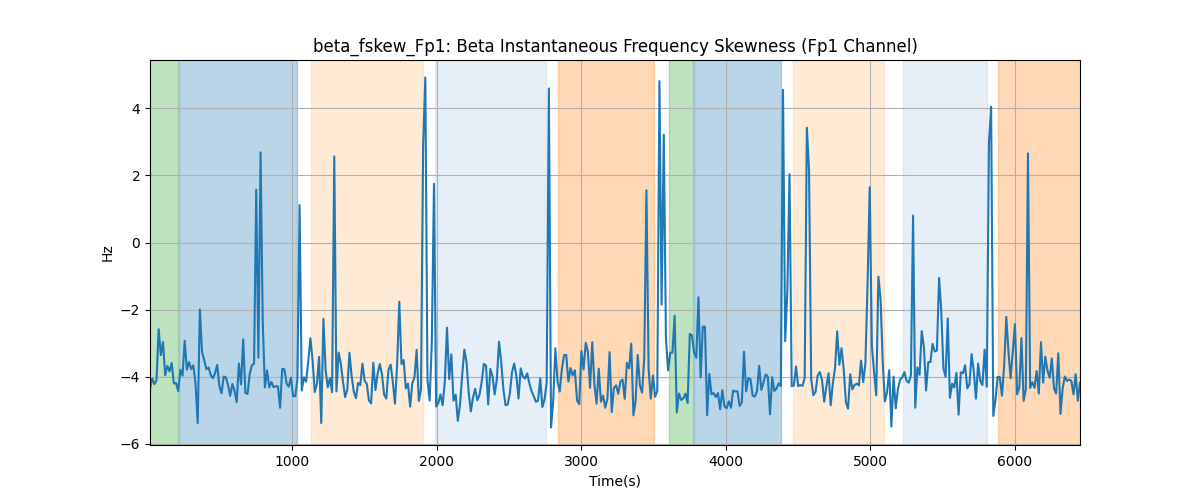 beta_fskew_Fp1: Beta Instantaneous Frequency Skewness (Fp1 Channel)
Hz
4
2
0
−2
−4
−6
1000 2000 3000 4000 5000 6000
Time(s)